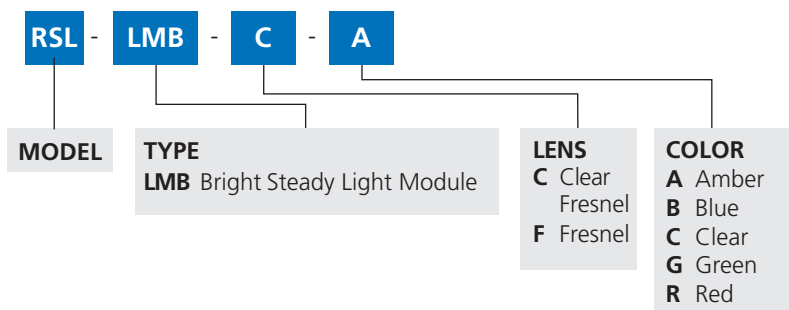 RSL - LMB - C - A
MODEL
TYPE
LMB Bright Steady Light Module
LENS
C Clear
Fresnel
F Fresnel
COLOR
A Amber
B Blue
C Clear
G Green
R Red